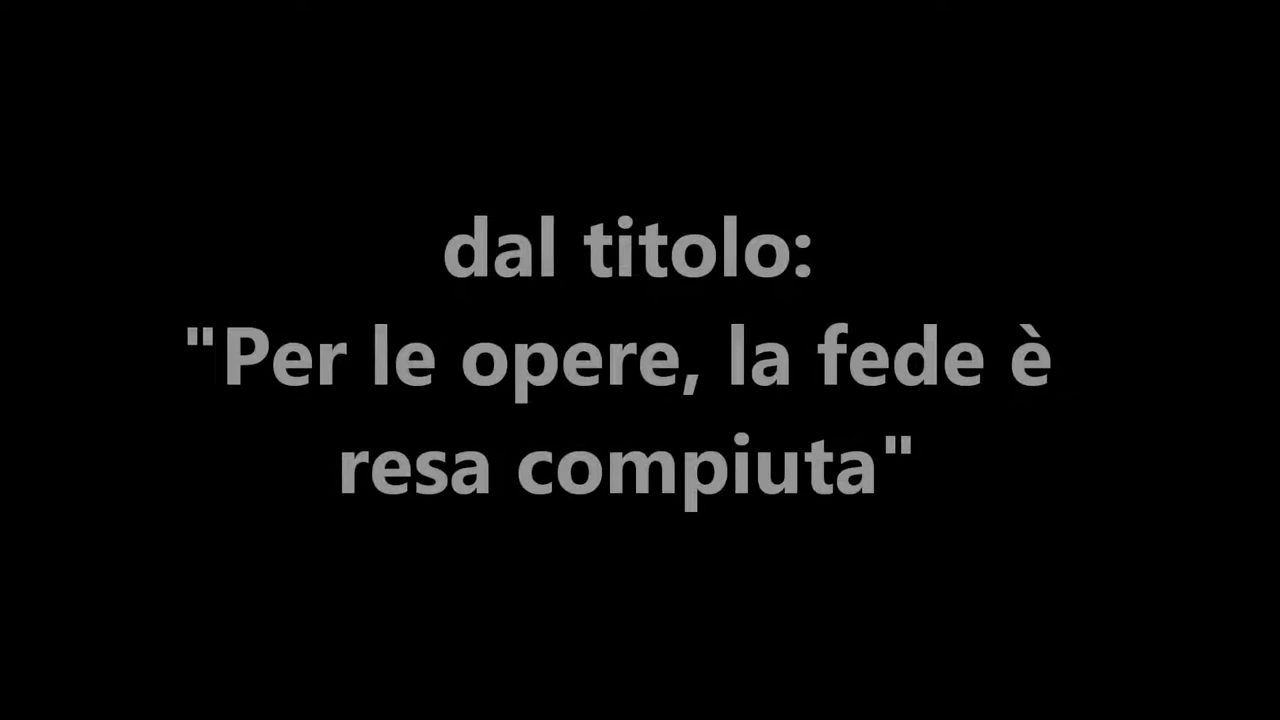 dal titolo:
"Per le opere, la fede è
resa compiuta"